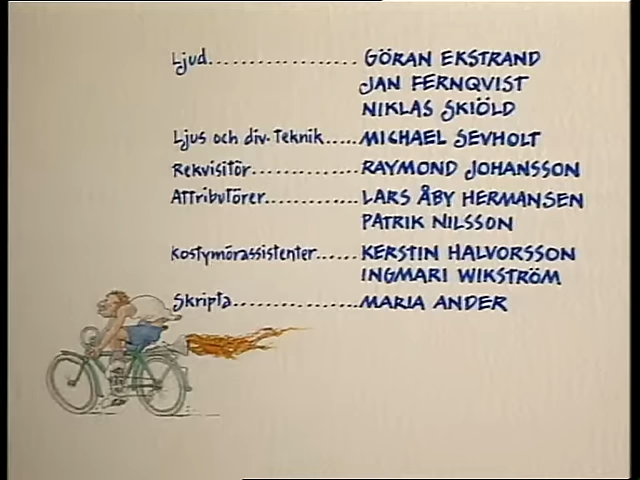 Ljud.................. GÖRAN EKSTRAND
JAN FERNQVIST
NIKLAS SKIÖLD
Ljus och div. teknik.....MICHAEL SEVHOLT
Rekvisitör.............RAYMOND JOHANSSON
Attributörer............LARS ÅBY HERMANSEN
PATRIK NILSSON
Kostymörassistenter......KERSTIN HALVORSSON
INGMARI WIKSTRÖM
Skripta................MARIA ANDER